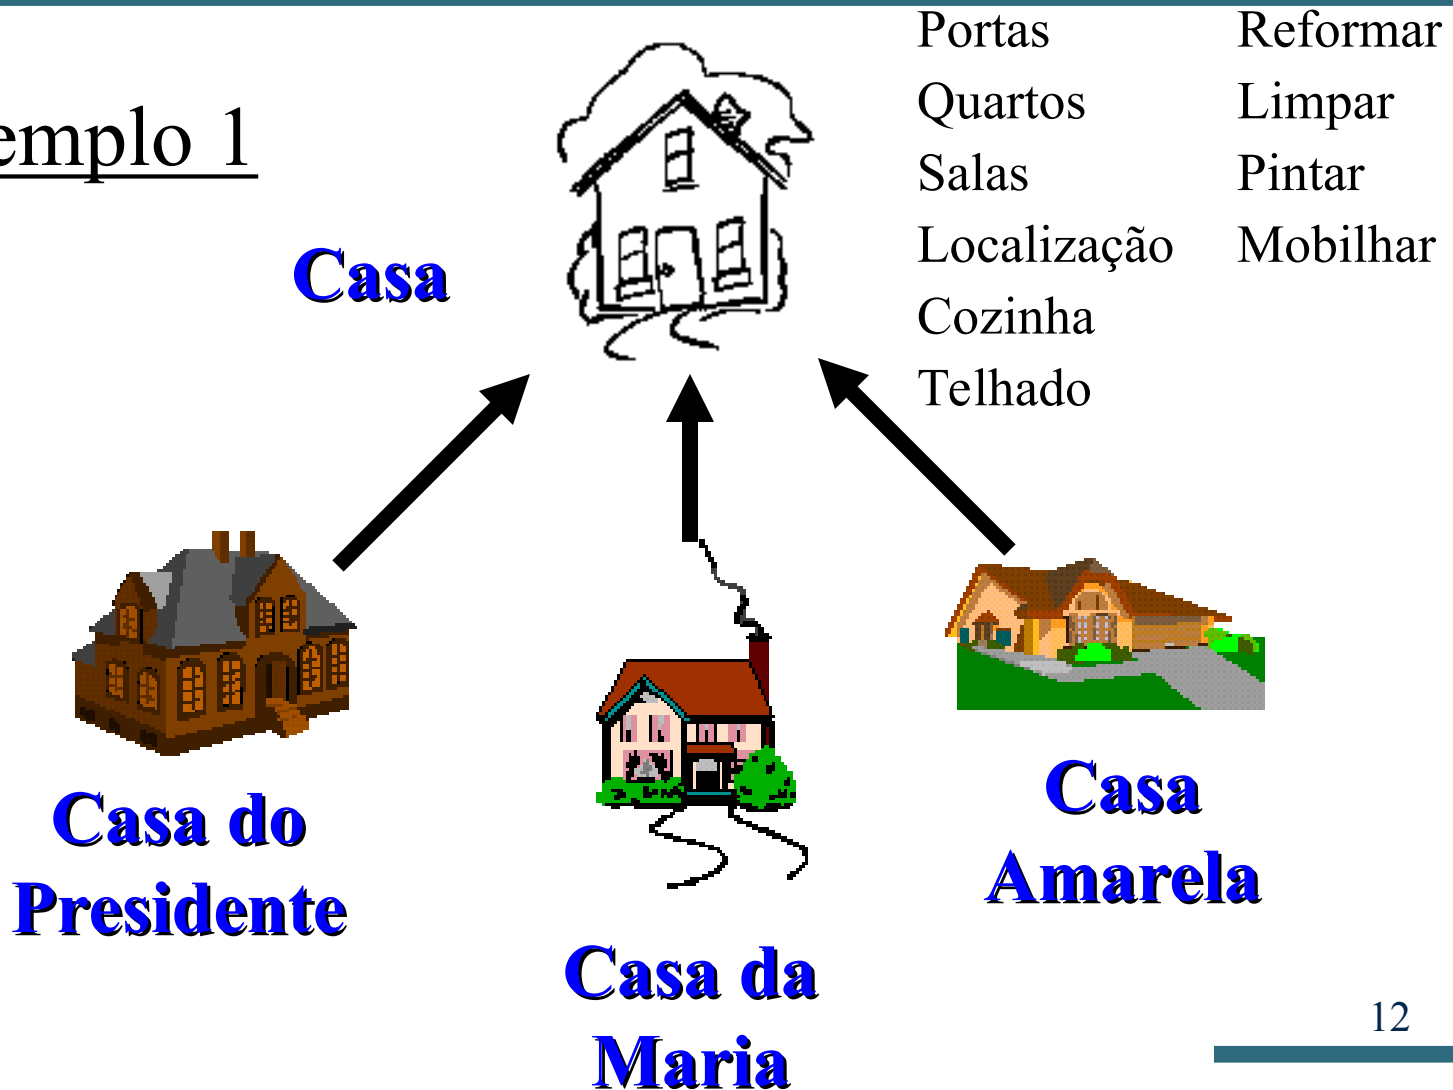 emplo 1
Casa
Portas
Quartos
Salas
Localização
Cozinha
Telhado
Reformar
Limpar
Pintar
Mobilhar
Casa do
Presidente
Casa da
Maria
Casa
Amarela
12